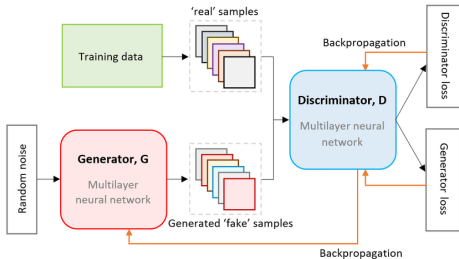 'real' samples
Training data
Backpropagation
Discriminator loss
Discriminator, D
Multilayer neural
network
Random noise
Generator, G
Multilayer
neural network
Generated 'fake' samples
Generator loss
Backpropagation